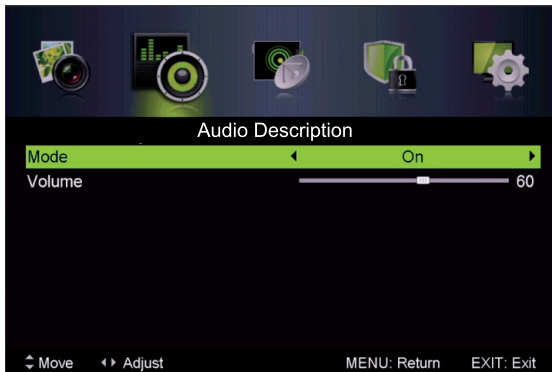 Audio Description
Mode On
Volume 60
Move Adjust MENU: Return EXIT: Exit